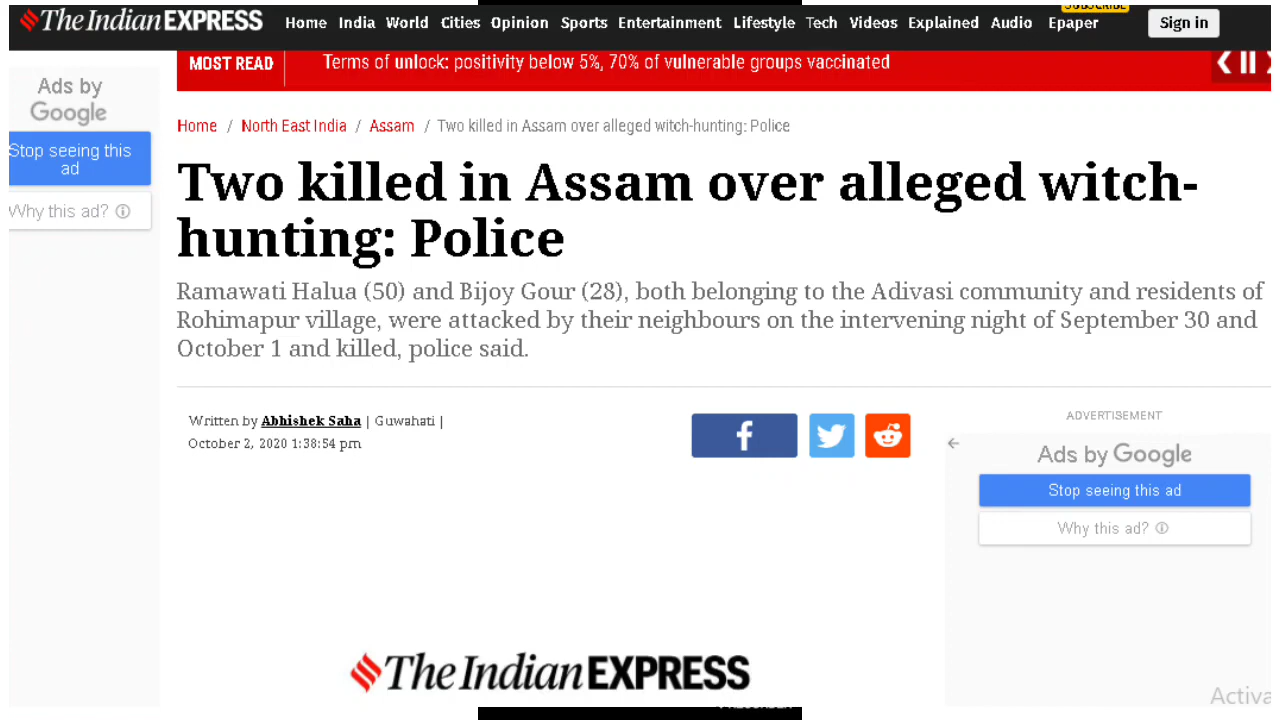 The Indian EXPRESS
Home India World Cities Opinion Sports Entertainment Lifestyle Tech Videos Explained Audio Epaper
SUBSCRIBE
Sign in
MOST READ
Terms of unlock: positivity below 5%, 70% of vulnerable groups vaccinated
Ads by
Google
Stop seeing this
ad
Why this ad?
Home / North East India / Assam / Two killed in Assam over alleged witch-hunting: Police
Two killed in Assam over alleged witch-
hunting: Police
Ramawati Halua (50) and Bijoy Gour (28), both belonging to the Adivasi community and residents of
Rohimapur village, were attacked by their neighbours on the intervening night of September 30 and
October 1 and killed, police said.
Written by Abhishek Saha | Guwahati |
October 2, 2020 1:38:54 pm
ADVERTISEMENT
Ads by Google
Stop seeing this ad
Why this ad?
The Indian EXPRESS
Activa